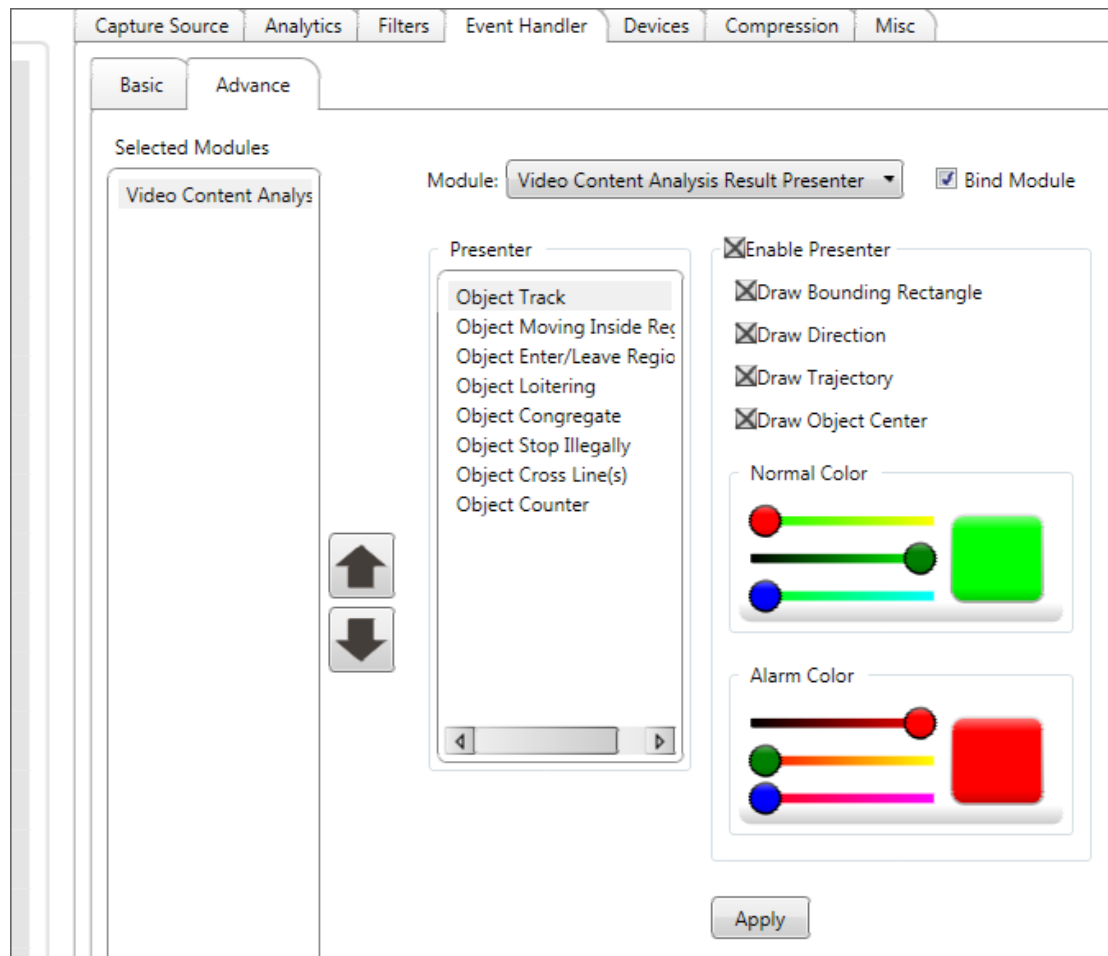 Capture Source Analytics Filters Event Handler Devices Compression Misc
Basic Advance
Selected Modules
Video Content Analys
Module: Video Content Analysis Result Presenter Bind Module
Presenter
Object Track
Object Moving Inside Reg
Object Enter/Leave Regio
Object Loitering
Object Congregate
Object Stop Illegally
Object Cross Line(s)
Object Counter
Enable Presenter
Draw Bounding Rectangle
Draw Direction
Draw Trajectory
Draw Object Center
Normal Color
Alarm Color
Apply